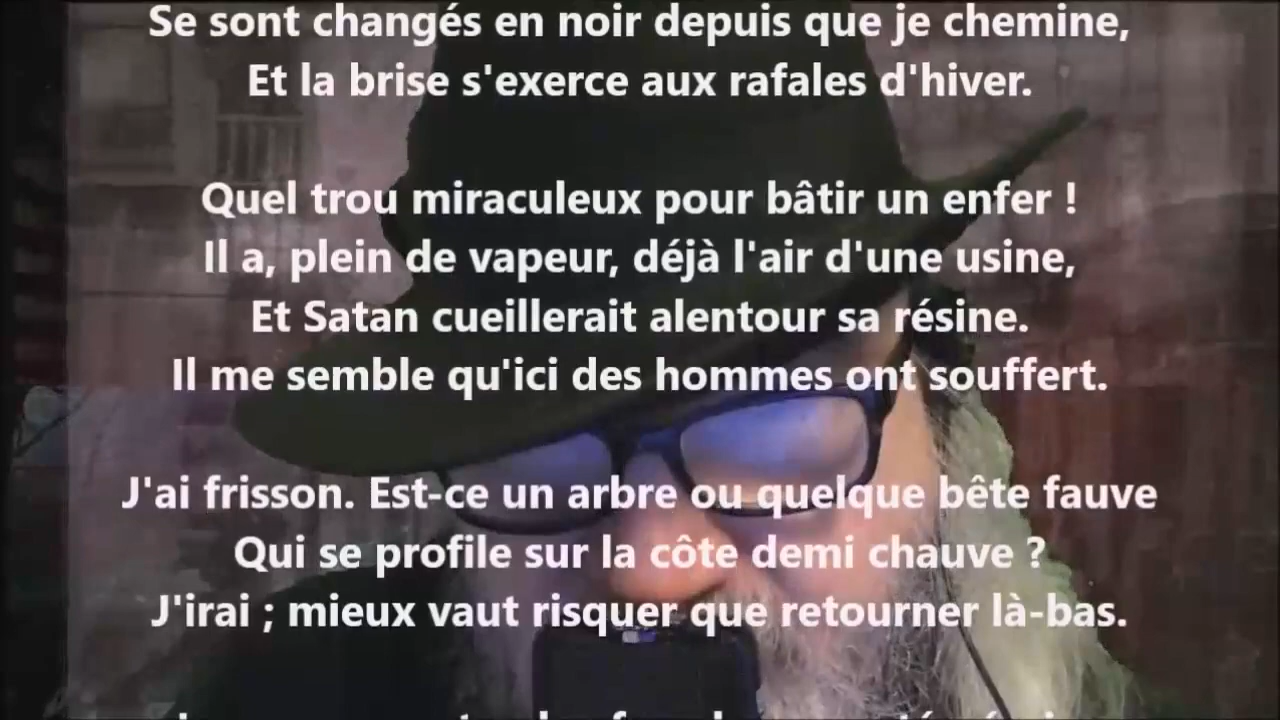 Se sont changés en noir depuis que je chemine,
Et la brise s'exerce aux rafales d'hiver.
Quel trou miraculeux pour bâtir un enfer !
Il a, plein de vapeur, déjà l'air d'une usine,
Et Satan cueillerait alentour sa résine.
Il me semble qu'ici des hommes ont souffert.
J'ai frisson. Est-ce un arbre ou quelque bête fauve
Qui se profile sur la côte demi chauve ?
J'irai ; mieux vaut risquer que retourner là-bas.